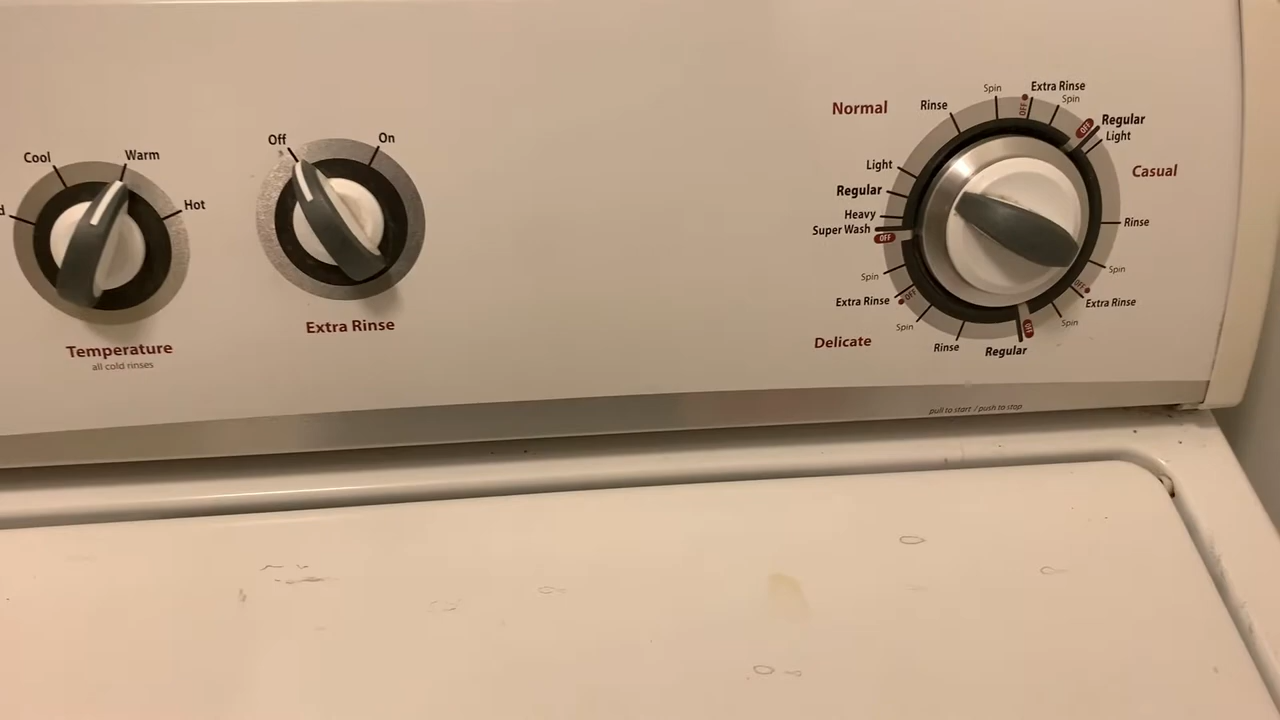 Cool
Warm
Hot
Temperature
all cold rinses
Off
On
Extra Rinse
Normal
Rinse
Spin
OFF
Extra Rinse
Spin
OFF
Regular
Light
Casual
Rinse
Spin
OFF
Extra Rinse
Spin
OFF
Regular
Rinse
Delicate
Spin
OFF
Extra Rinse
Spin
OFF
Super Wash
Heavy
Regular
Light
pull to start / push to stop